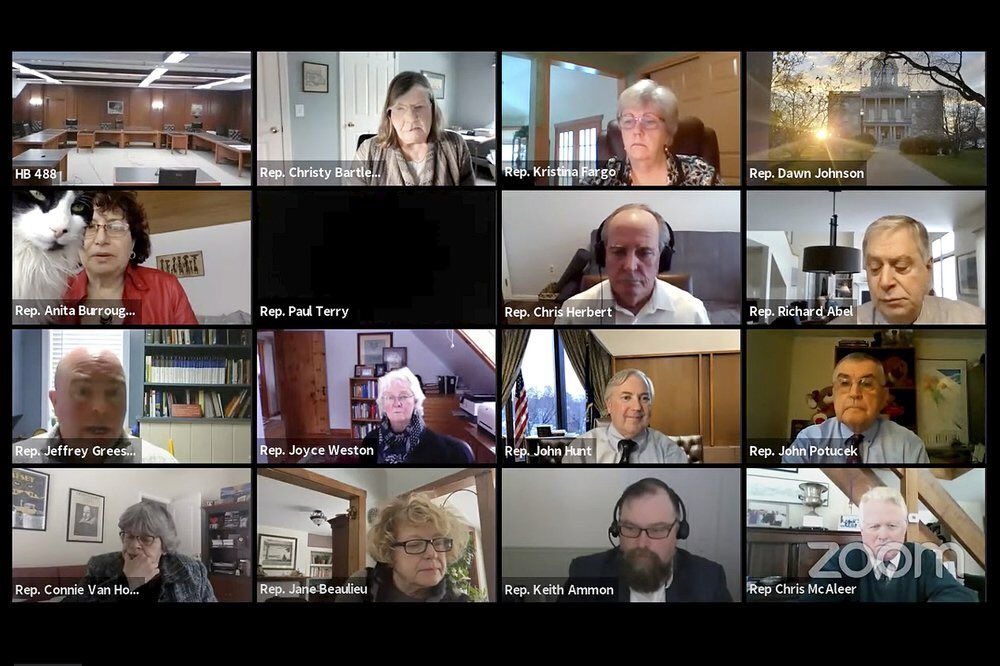 HB 488
Rep. Christy Bartle...
Rep. Kristina Fargo
Rep. Dawn Johnson
Rep. Anita Burroug...
Rep. Paul Terry
Rep. Chris Herbert
Rep. Richard Abel
Rep. Jeffrey Grees...
Rep. Joyce Weston
Rep. John Hunt
Rep. John Potucek
Rep. Connie Van Ho...
Rep. Jane Beaulieu
Rep. Keith Ammon
Rep Chris McAleer
zoom